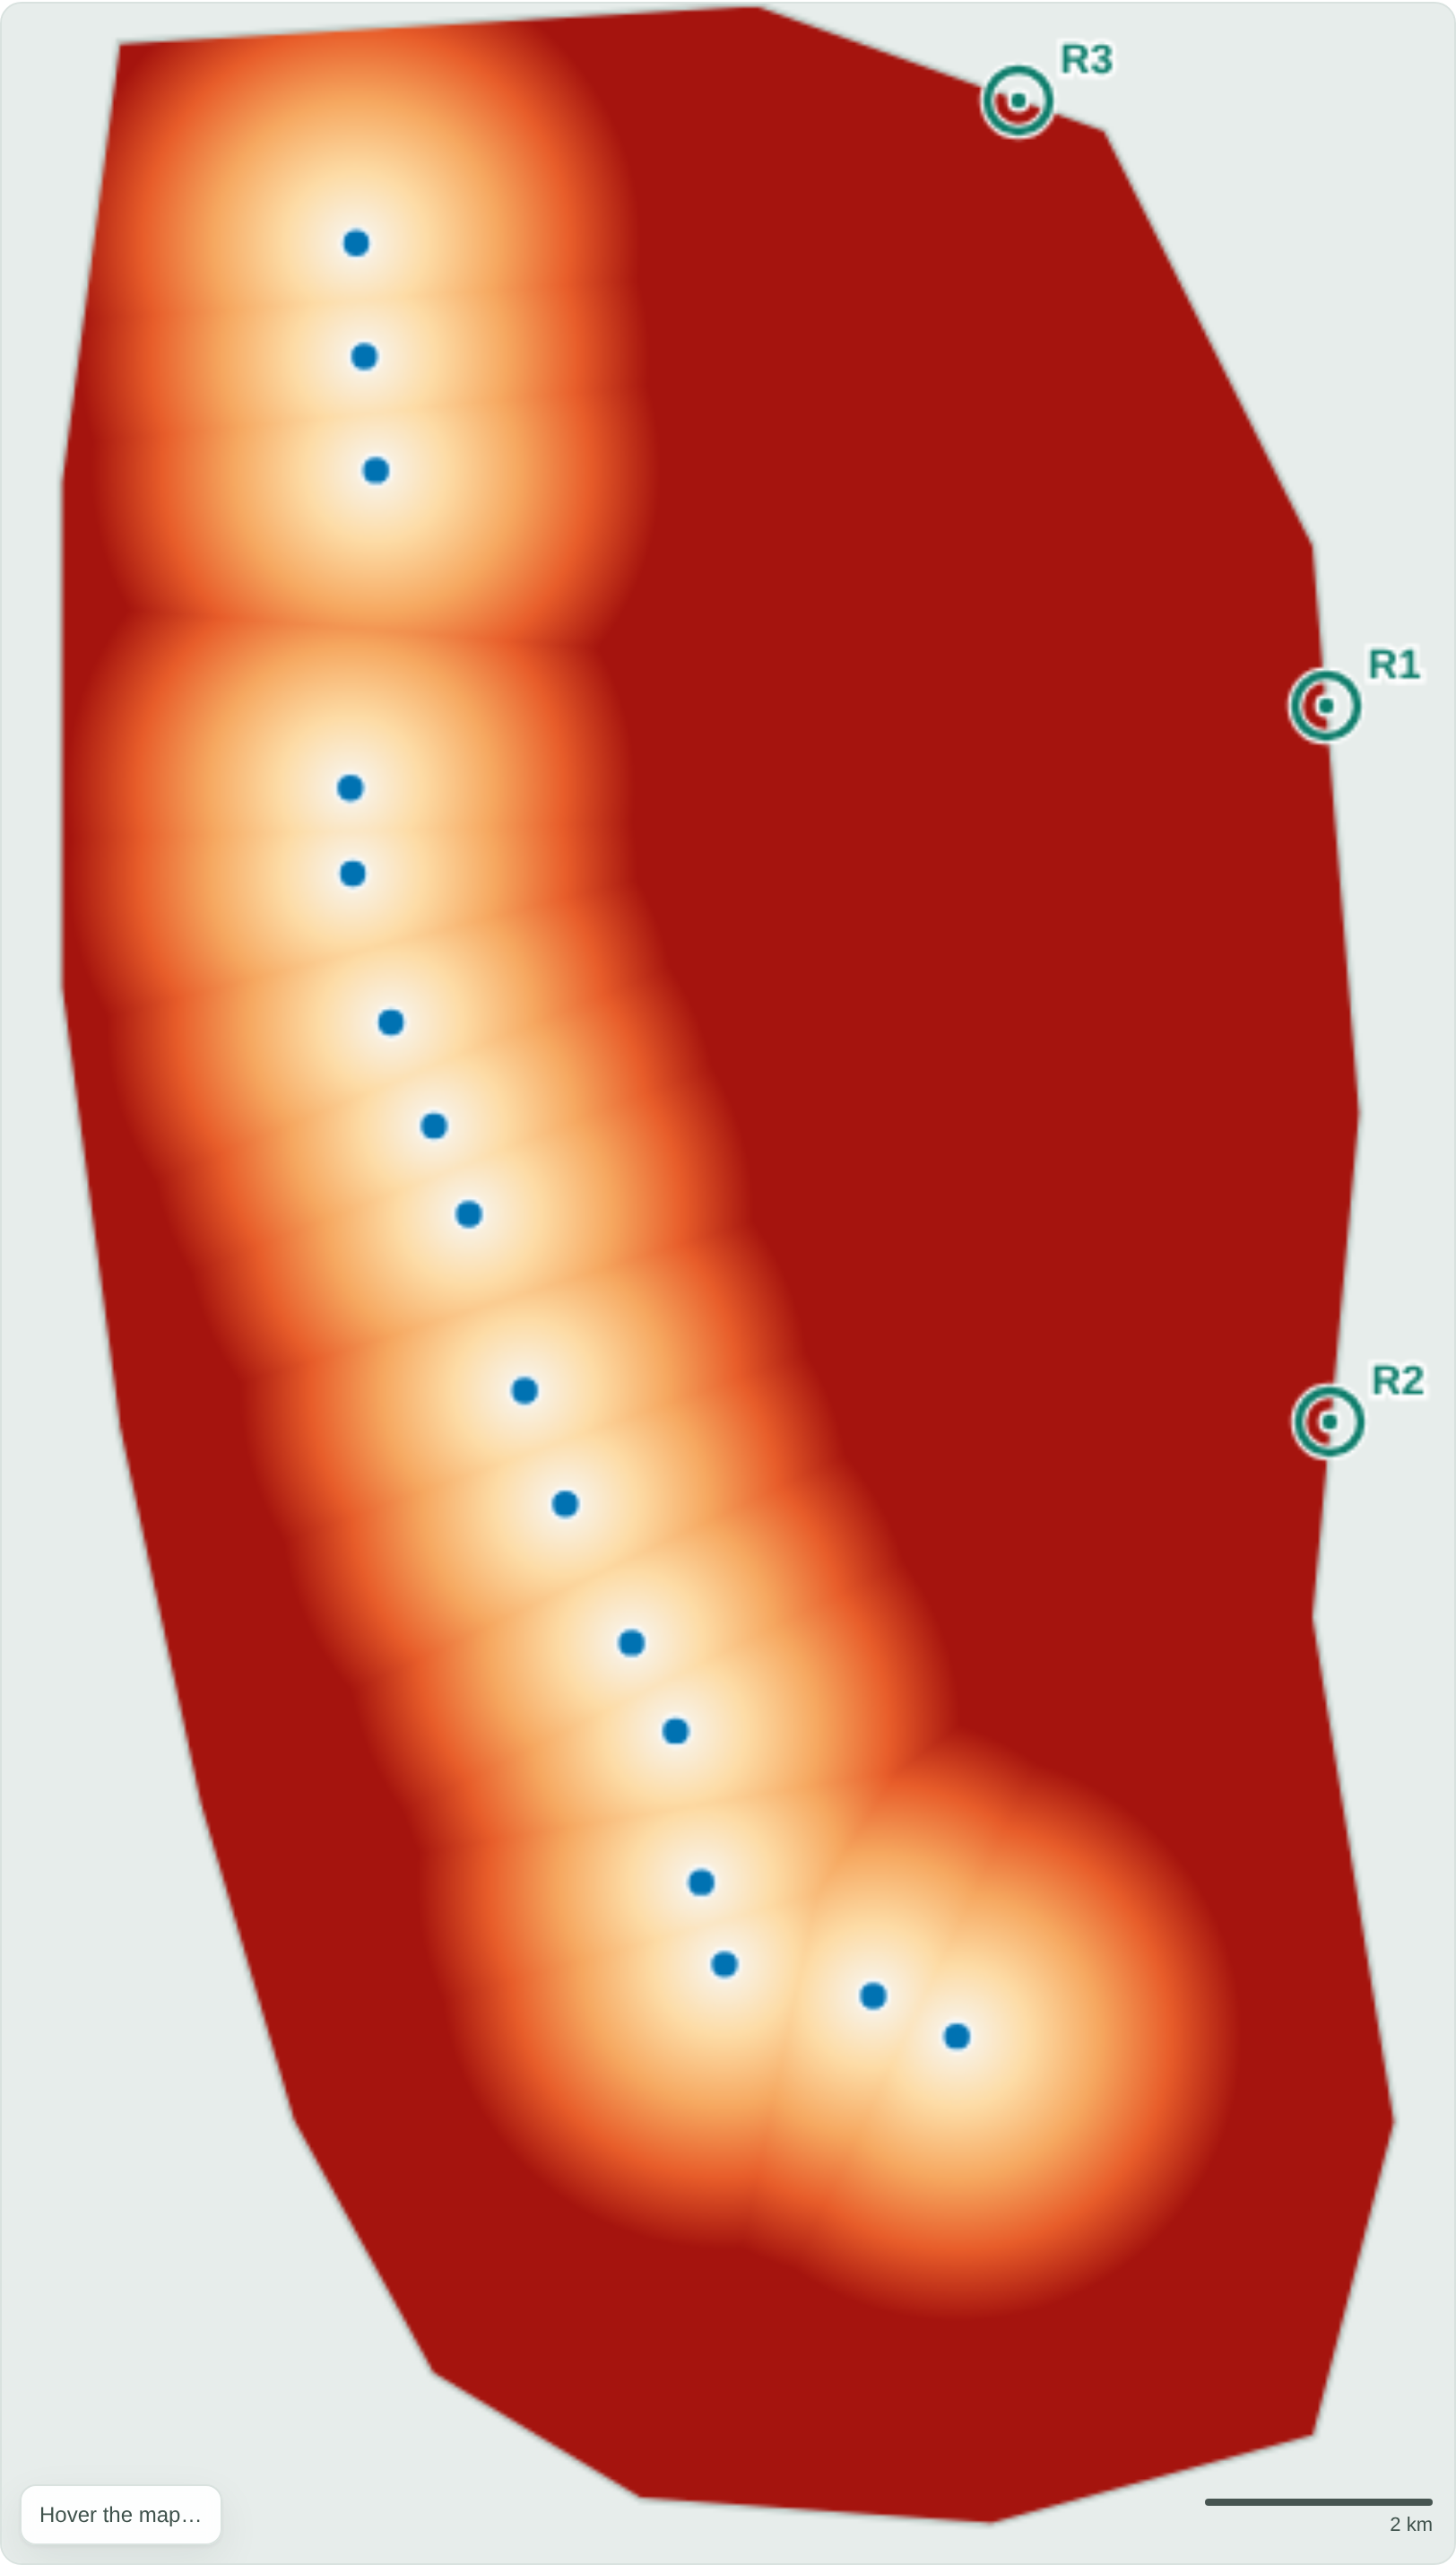 R3
R1
R2
Hover the map…
2 km